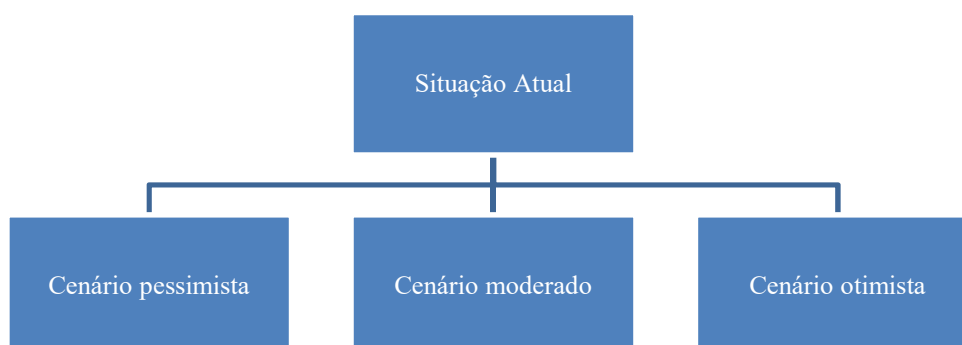 Situação Atual
Cenário pessimista
Cenário moderado
Cenário otimista